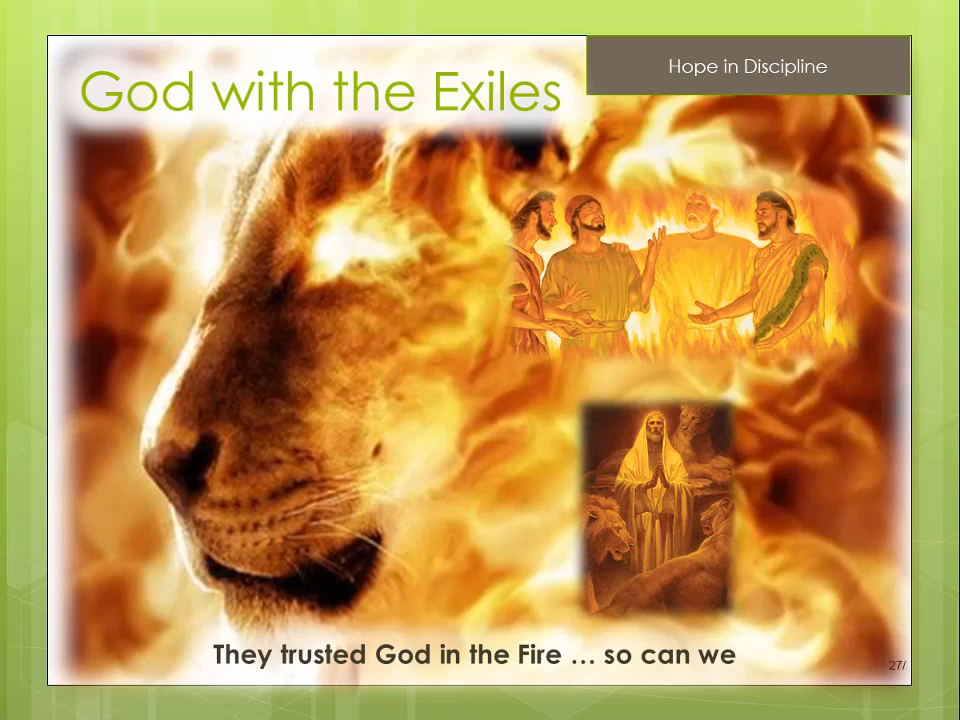 God with the Exiles
Hope in Discipline
They trusted God in the Fire … so can we
27/